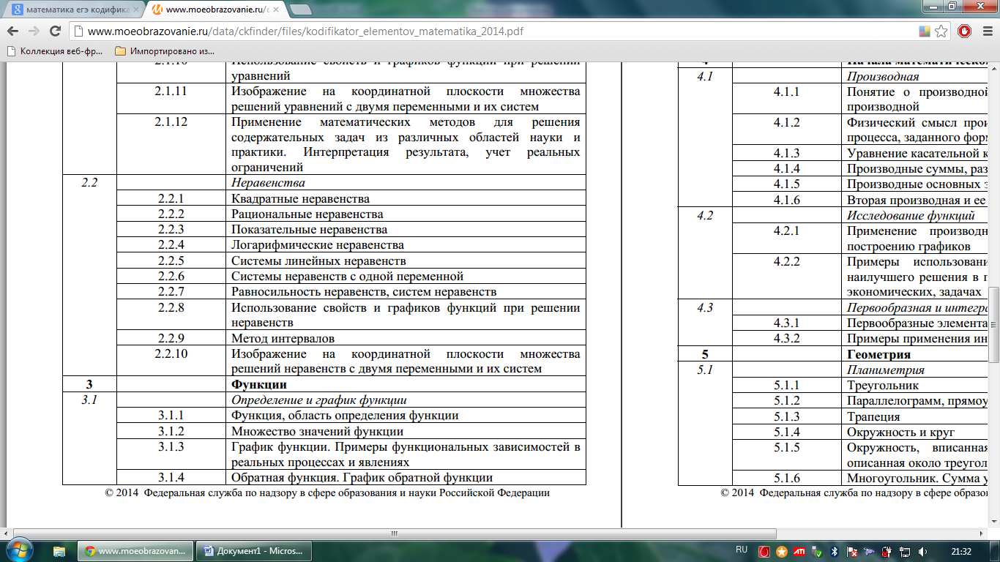 математика егэ кодифика
www.moeobrazovanie.ru/d
www.moeobrazovanie.ru/data/ckfinder/files/kodifikator_elementov_matematika_2014.pdf
Коллекция веб-фр...
Импортировано из...
2.1.10 Использование свойств и графиков функций при решении
уравнений
2.1.11 Изображение на координатной плоскости множества
решений уравнений с двумя переменными и их систем
2.1.12 Применение математических методов для решения
содержательных задач из различных областей науки и
практики. Интерпретация результата, учет реальных
ограничений
2.2 Неравенства
2.2.1 Квадратные неравенства
2.2.2 Рациональные неравенства
2.2.3 Показательные неравенства
2.2.4 Логарифмические неравенства
2.2.5 Системы линейных неравенств
2.2.6 Системы неравенств с одной переменной
2.2.7 Равносильность неравенств, систем неравенств
2.2.8 Использование свойств и графиков функций при решении
неравенств
2.2.9 Метод интервалов
2.2.10 Изображение на координатной плоскости множества
решений неравенств с двумя переменными и их систем
3 Функции
3.1 Определение и график функции
3.1.1 Функция, область определения функции
3.1.2 Множество значений функции
3.1.3 График функции. Примеры функциональных зависимостей в
реальных процессах и явлениях
3.1.4 Обратная функция. График обратной функции
© 2014 Федеральная служба по надзору в сфере образования и науки Российской Федерации
4 Начала математическо
4.1 Производная
4.1.1 Понятие о производной
производной
4.1.2 Физический смысл прои
процесса, заданного форм
4.1.3 Уравнение касательной к
4.1.4 Производные суммы, раз
4.1.5 Производные основных э
4.1.6 Вторая производная и ее
4.2 Исследование функций
4.2.1 Применение производн
построению графиков
4.2.2 Примеры использовани
наилучшего решения в п
экономических, задачах
4.3 Первообразная и интегра
4.3.1 Первообразные элемента
4.3.2 Примеры применения ин
5 Геометрия
5.1 Планиметрия
5.1.1 Треугольник
5.1.2 Параллелограмм, прямоу
5.1.3 Трапеция
5.1.4 Окружность и круг
5.1.5 Окружность, вписанная
описанная около треугол
5.1.6 Многоугольник. Сумма у
© 2014 Федеральная служба по надзору в сфере образо
www.moeobrazovan...
Документ1 - Micros...
RU
ATI
21:32